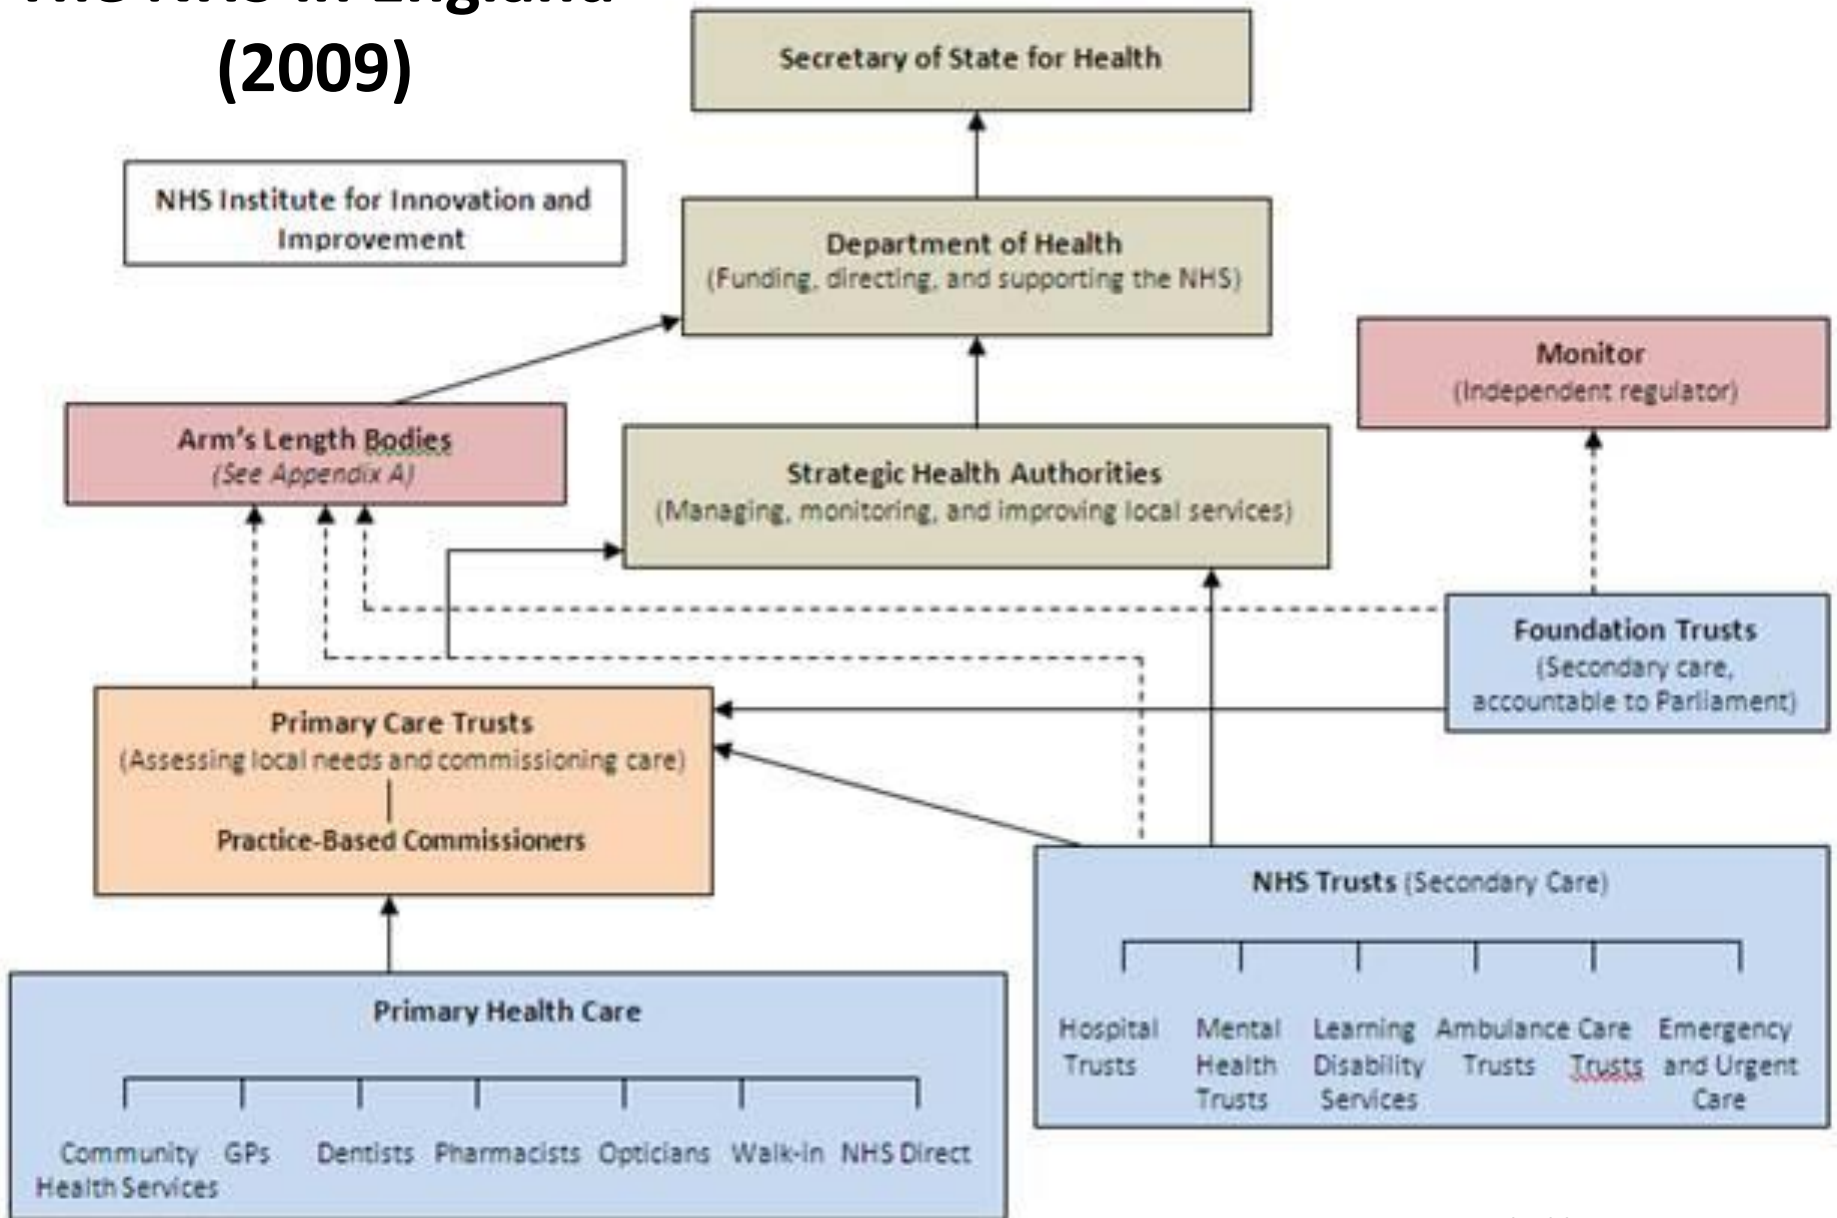 The NHS in England
(2009)
Secretary of State for Health
NHS Institute for Innovation and
Improvement
Department of Health
(Funding, directing, and supporting the NHS)
Monitor
(Independent regulator)
Arm's Length Bodies
(See Appendix A)
Strategic Health Authorities
(Managing, monitoring, and improving local services)
Foundation Trusts
(Secondary care,
accountable to Parliament)
Primary Care Trusts
(Assessing local needs and commissioning care)
Practice-Based Commissioners
NHS Trusts (Secondary Care)
Hospital
Trusts
Mental
Health
Trusts
Learning
Disability
Services
Ambulance
Trusts
Care
Trusts
Emergency
and Urgent
Care
Primary Health Care
Community
Health Services
GPs
Dentists
Pharmacists
Opticians
Walk-in
NHS Direct